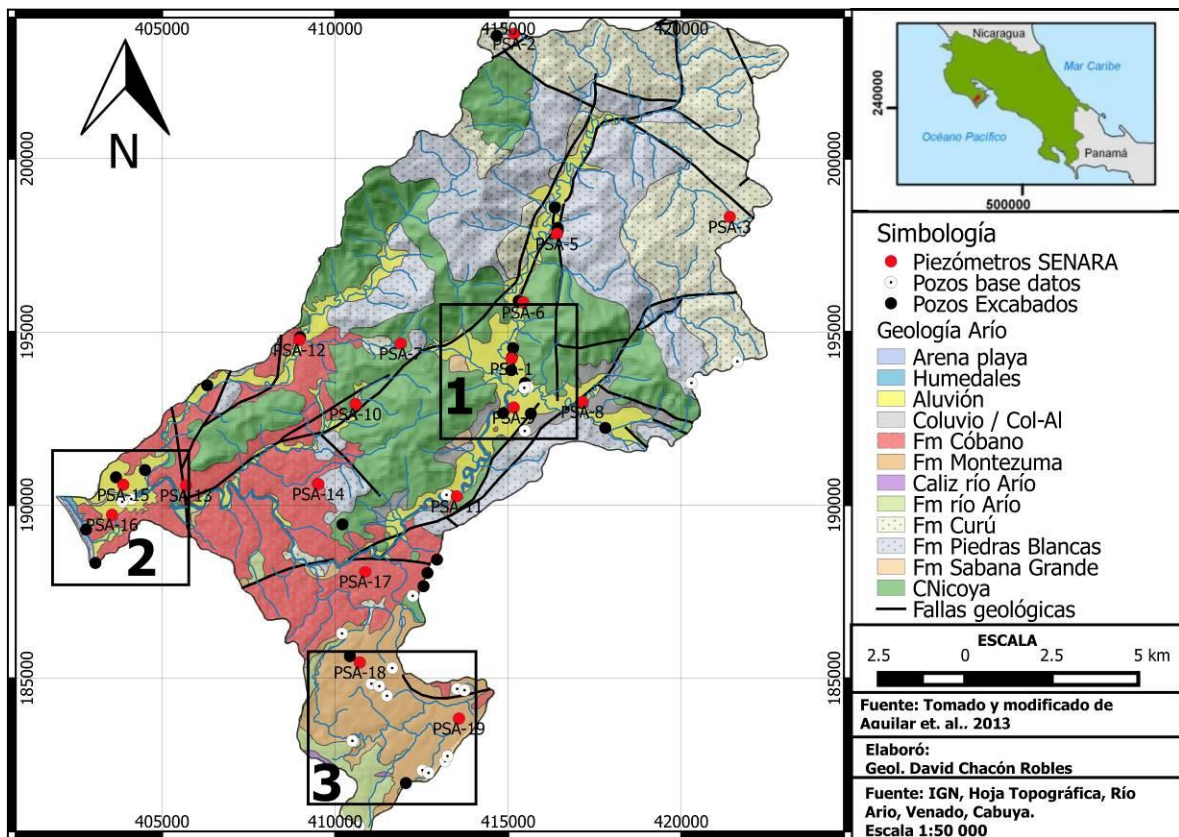 405000
410000
415000
420000
PSA-2
N
200000
240000
Nicaragua
Mar Caribe
Océano Pacífico
Panamá
500000
PSA-3
PSA-5
PSA-6
195000
195000
PSA-12
PSA-7
PSA-1
PSA-10
1
PSA-9
PSA-8
PSA-15
PSA-13
PSA-14
PSA-11
190000
190000
PSA-16
2
PSA-17
PSA-18
185000
185000
PSA-19
3
405000
410000
415000
420000
Simbología
Piezómetros SENARA
Pozos base datos
Pozos Excabados
Geología Arío
Arena playa
Humedales
Aluvión
Coluvio / Col-Al
Fm Cóbano
Fm Montezuma
Caliz río Arío
Fm río Arío
Fm Curú
Fm Piedras Blancas
Fm Sabana Grande
CNicoya
Fallas geológicas
ESCALA
2.5 0 2.5 5 km
Fuente: Tomado y modificado de
Aguilar et. al.. 2013
Elaboró:
Geol. David Chacón Robles
Fuente: IGN, Hoja Topográfica, Río
Ario, Venado, Cabuya.
Escala 1:50 000